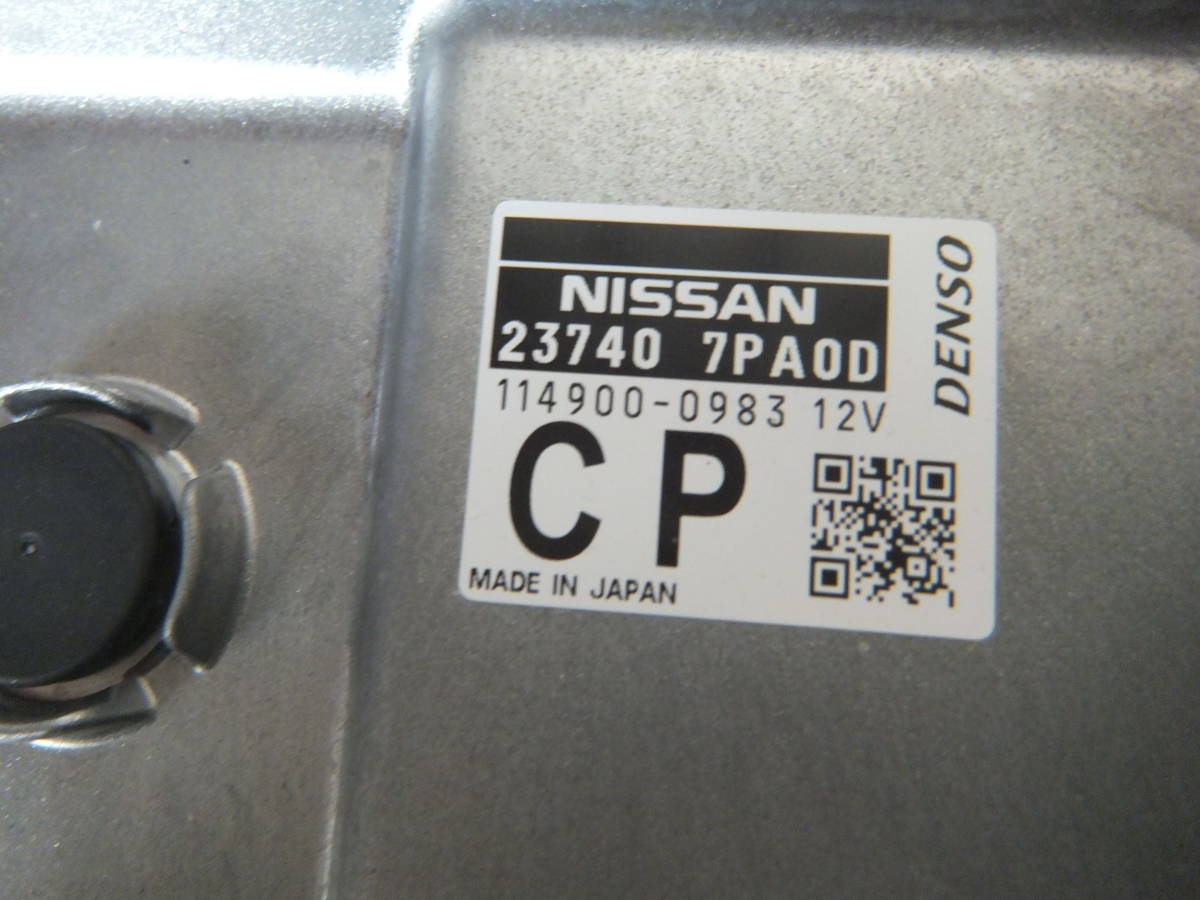 NISSAN
23740 7PA0D
114900-0983 12V
CP
MADE IN JAPAN
DENSO